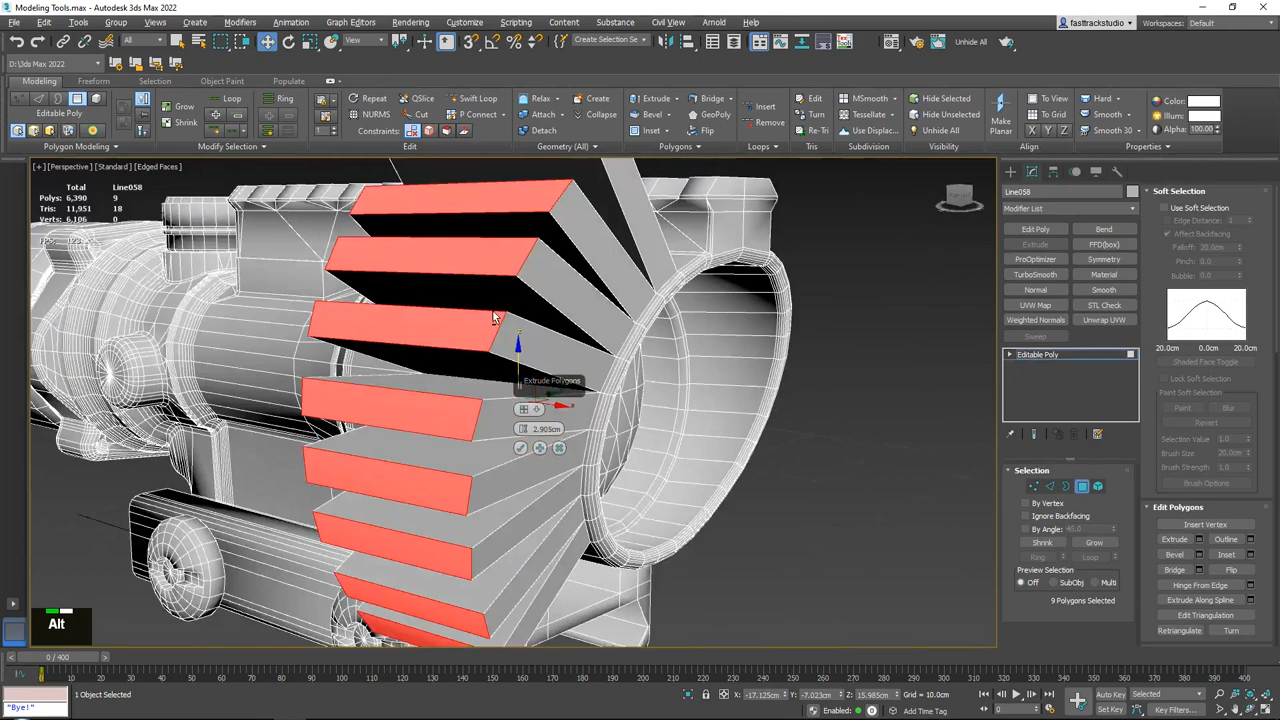 Modeling Tools.max - Autodesk 3ds Max 2022
File Edit Tools Group Views Create Modifiers Animation Graph Editors Rendering Customize Scripting Content Substance Civil View Arnold Help fasttrackstudio Workspaces: Default
All View Create Selection Se Unhide All
D:\3ds Max 2022
Modeling Freeform Selection Object Paint Populate
Grow Loop Ring Repeat QSlice Swift Loop Relax Create Extrude Bridge Insert Edit MSmooth Hide Selected To View Hard Color:
Editable Poly Shrink NURMS Cut P Connect Attach Collapse Bevel GeoPoly Remove Turn Tessellate Hide Unselected Make Planar To Local Smooth Illum:
1 Constraints: Detach Inset Flip Re-Tri Use Displac... Unhide All X Y Z Smooth 30 Alpha: 100.00
Polygon Modeling Modify Selection Edit Geometry (All) Polygons Loops Tris Subdivision Visibility Align Properties
[+] [Perspective] [Standard] [Edged Faces]
Total Line058
Polys: 6,390 9
Tris: 11,951 18
Verts: 6,106 0
FPS:
Extrude Polygons
2.905cm
Alt
Line058
Modifier List
Edit Poly Bend
Extrude FFD(box)
ProOptimizer Symmetry
TurboSmooth Material
Normal Smooth
UVW Map STL Check
Weighted Normals Unwrap UVW
Sweep
Editable Poly
Selection
By Vertex
Ignore Backfacing
By Angle: 45.0
Shrink Grow
Ring Loop
Preview Selection
Off SubObj Multi
9 Polygons Selected
Soft Selection
Use Soft Selection
Edge Distance: 1
Affect Backfacing
Falloff: 20.0cm
Pinch: 0.0
Bubble: 0.0
20.0cm 0.0cm 20.0cm
Shaded Face Toggle
Lock Soft Selection
Paint Soft Selection
Paint Blur
Revert
Selection Value 1.0
Brush Size 20.0cm
Brush Strength 1.0
Brush Options
Edit Polygons
Insert Vertex
Extrude Outline
Bevel Inset
Bridge Flip
Hinge From Edge
Extrude Along Spline
Edit Triangulation
Retriangulate Turn
0 / 400
10 20 30 40 50 60 70 80 90 100 110 120 130 140 150 160 170 180 190 200 210 220 230 240 250 260 270 280 290 300 310 320 330 340 350 360 370 380 390 400
1 Object Selected X: -17.125cm Y: -7.023cm Z: 15.985cm Grid = 10.0cm Auto Key Selected
"Bye!" Enabled: Add Time Tag 0 Set Key Key Filters...